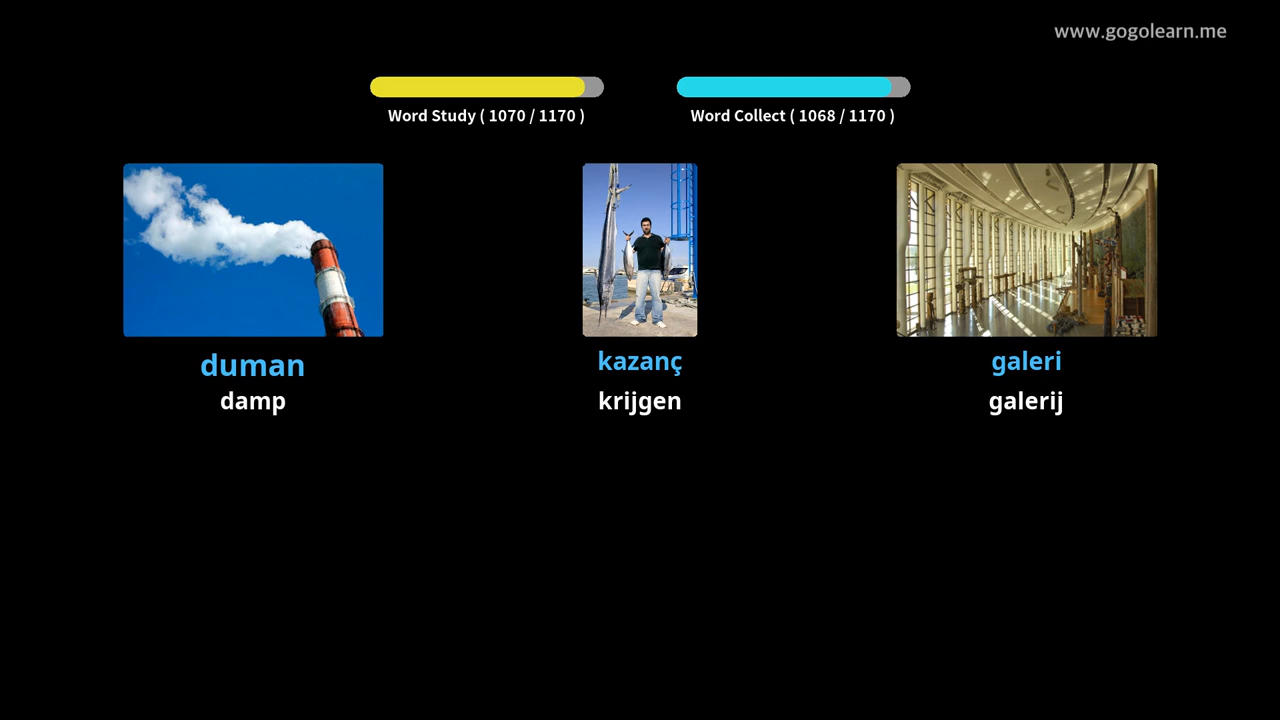 www.gogolearn.me
Word Study ( 1070 / 1170 )
Word Collect ( 1068 / 1170 )
duman
damp
kazanç
krijgen
galeri
galerij